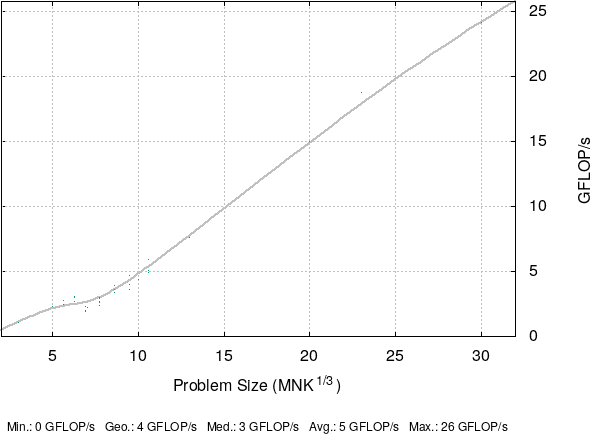 25
20
15
10
5
0
GFLOP/s
5 10 15 20 25 30
Problem Size (MNK^1/3)
Min.: 0 GFLOP/s Geo.: 4 GFLOP/s Med.: 3 GFLOP/s Avg.: 5 GFLOP/s Max.: 26 GFLOP/s